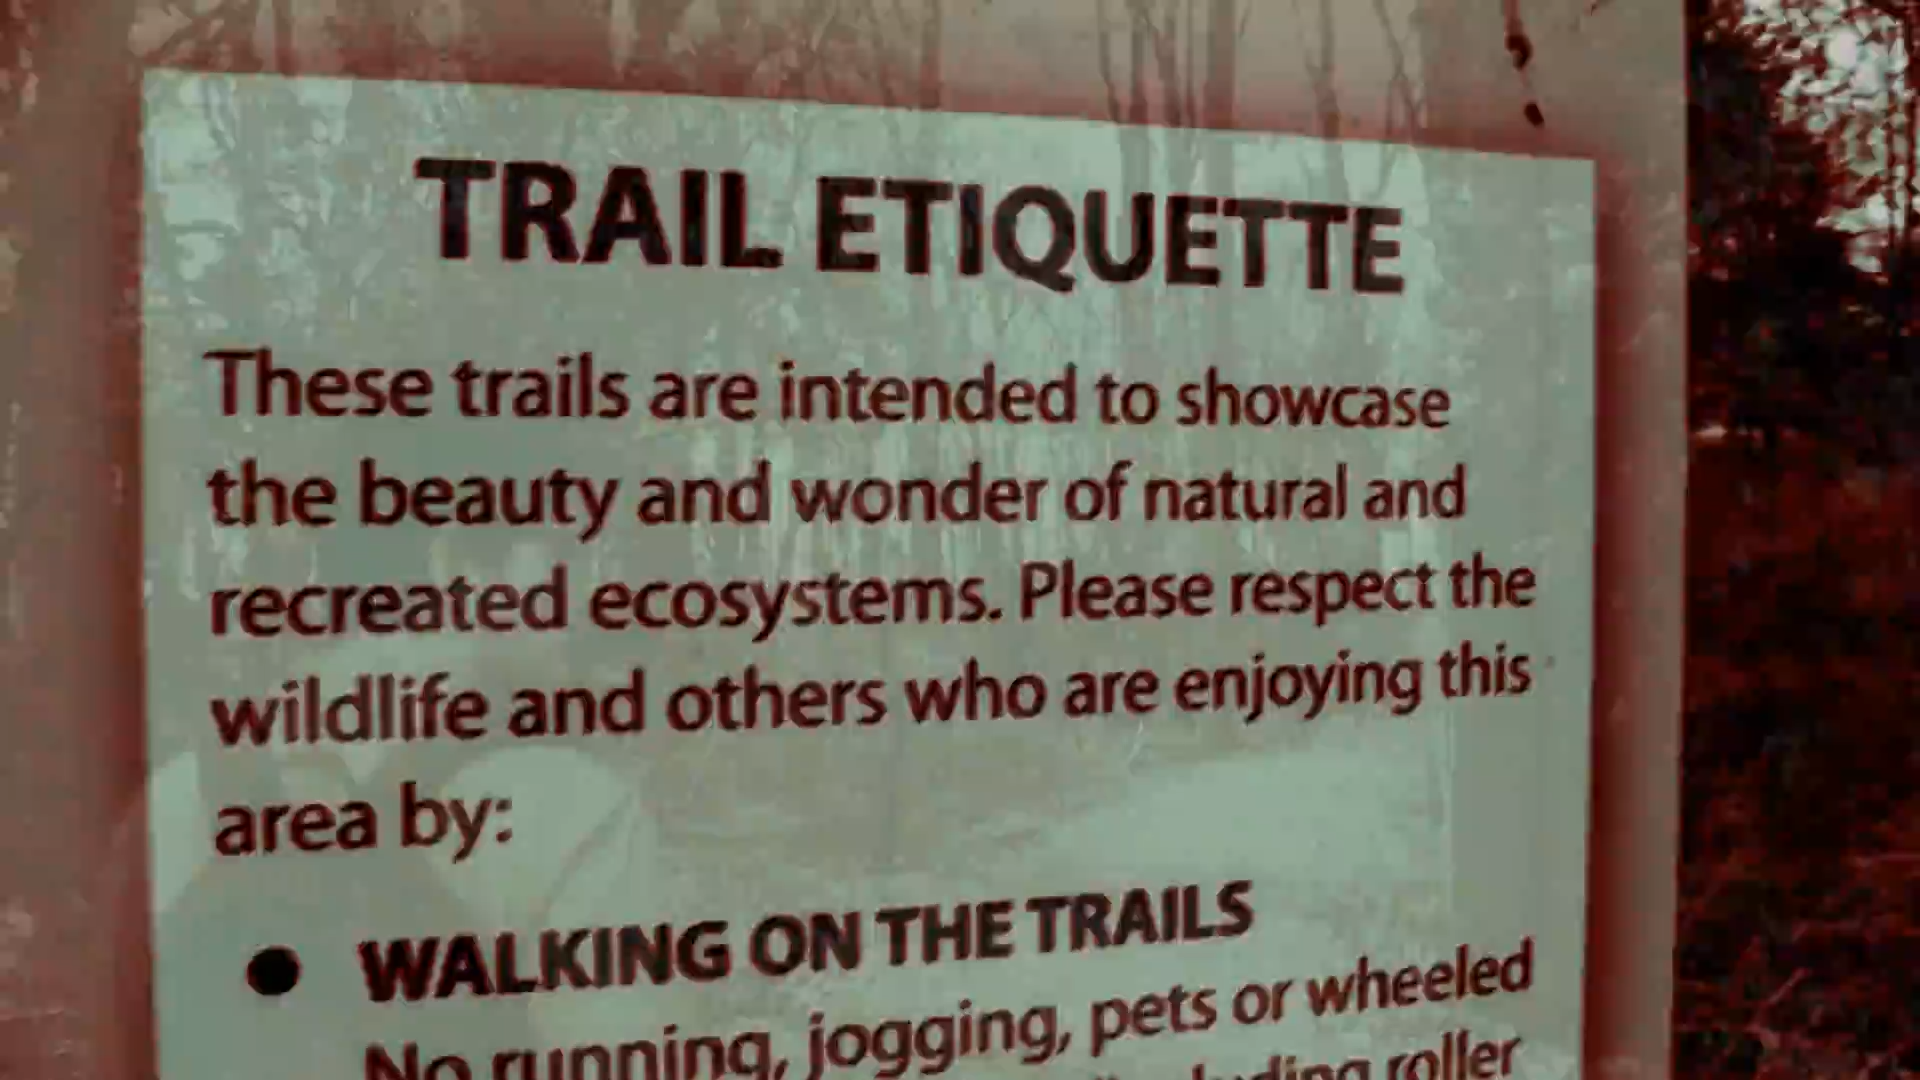 TRAIL ETIQUETTE
These trails are intended to showcase
the beauty and wonder of natural and
recreated ecosystems. Please respect the
wildlife and others who are enjoying this
area by:
● WALKING ON THE TRAILS
No running, jogging, pets or wheeled
roller